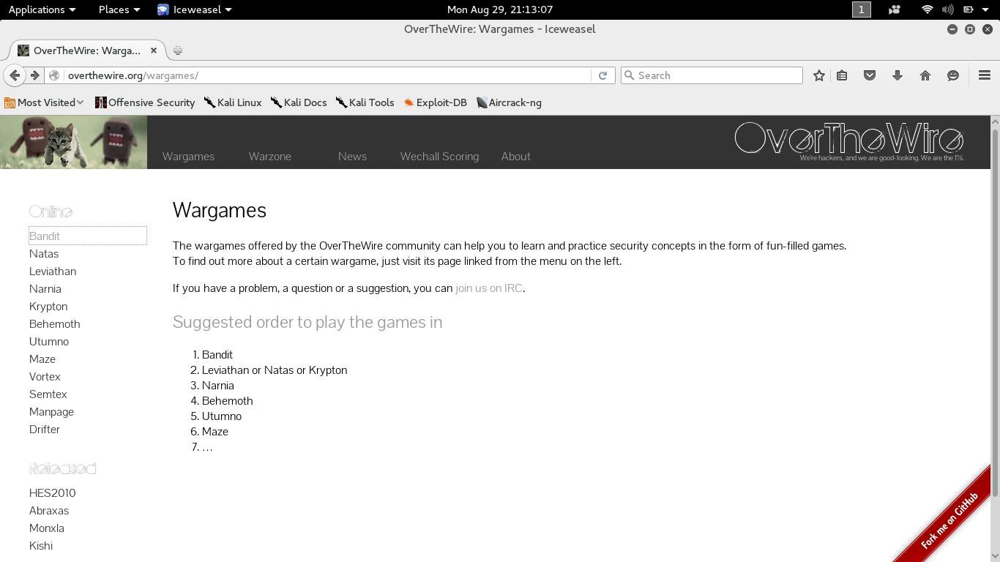 Applications Places Iceweasel Mon Aug 29, 21:13:07 1
OverTheWire: Wargames - Iceweasel
OverTheWire: Warga...
overthewire.org/wargames/ Search
Most Visited Offensive Security Kali Linux Kali Docs Kali Tools Exploit-DB Aircrack-ng
OverTheWire
We're hackers, and we are good-looking. We are the 1%.
Wargames Warzone News Wechall Scoring About
Online
Bandit
Natas
Leviathan
Narnia
Krypton
Behemoth
Utumno
Maze
Vortex
Semtex
Manpage
Drifter
Released
HES2010
Abraxas
Monxla
Kishi
Wargames
The wargames offered by the OverTheWire community can help you to learn and practice security concepts in the form of fun-filled games.
To find out more about a certain wargame, just visit its page linked from the menu on the left.
If you have a problem, a question or a suggestion, you can join us on IRC.
Suggested order to play the games in
1. Bandit
2. Leviathan or Natas or Krypton
3. Narnia
4. Behemoth
5. Utumno
6. Maze
7. …
Fork me on GitHub